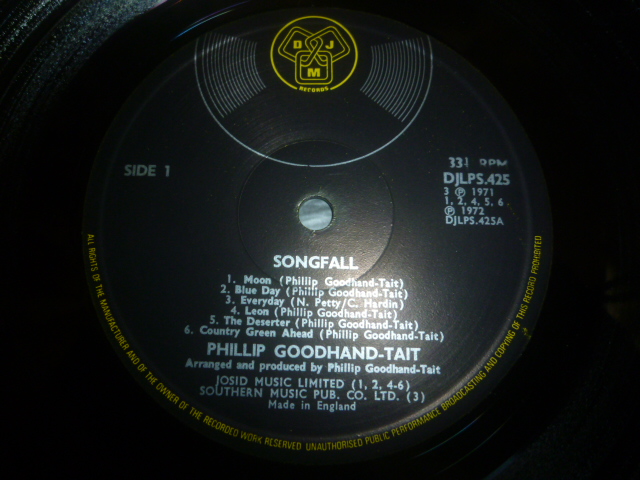 DJM
RECORDS
SIDE 1
33⅓ RPM
DJLPS.425
3 ℗ 1971
1, 2, 4, 5, 6
℗ 1972
DJLPS.425A
SONGFALL
1. Moon (Phillip Goodhand-Tait)
2. Blue Day (Phillip Goodhand-Tait)
3. Everyday (N. Petty/C. Hardin)
4. Leon (Phillip Goodhand-Tait)
5. The Deserter (Phillip Goodhand-Tait)
6. Country Green Ahead (Phillip Goodhand-Tait)
PHILLIP GOODHAND-TAIT
Arranged and produced by Phillip Goodhand-Tait
JOSID MUSIC LIMITED (1, 2, 4-6)
SOUTHERN MUSIC PUB. CO. LTD. (3)
Made in England
ALL RIGHTS OF THE MANUFACTURER AND OF THE OWNER OF THE RECORDED WORK RESERVED UNAUTHORISED PUBLIC PERFORMANCE BROADCASTING AND COPYING OF THIS RECORD PROHIBITED